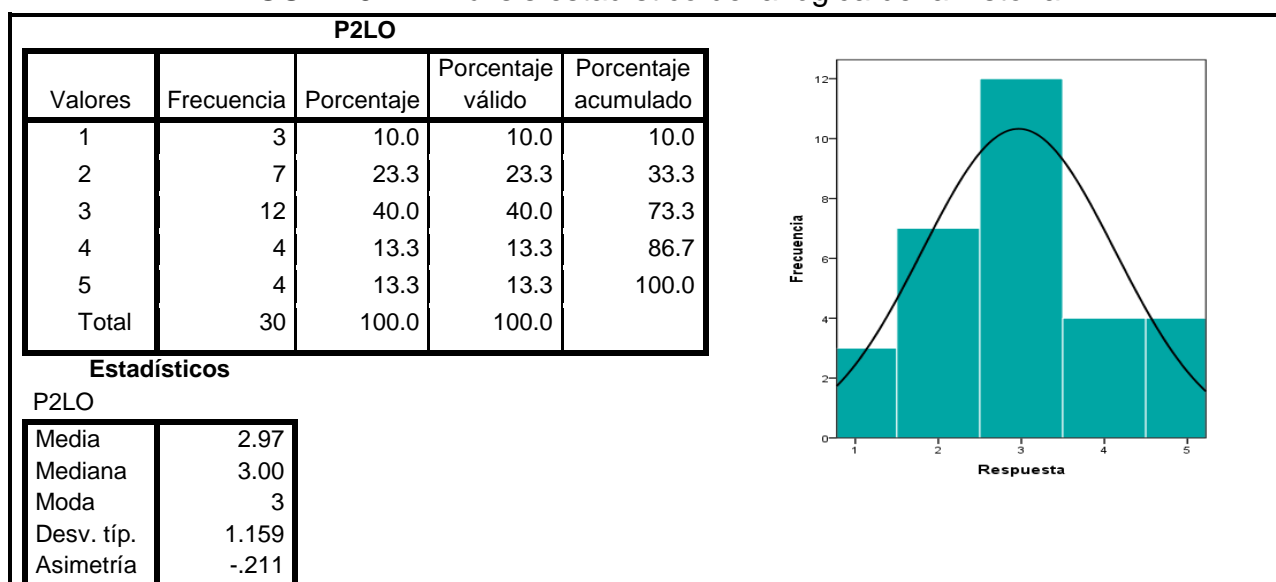 P2LO
Valores Frecuencia Porcentaje Porcentaje válido Porcentaje acumulado
1 3 10.0 10.0 10.0
2 7 23.3 23.3 33.3
3 12 40.0 40.0 73.3
4 4 13.3 13.3 86.7
5 4 13.3 13.3 100.0
Total 30 100.0 100.0
Estadísticos
P2LO
Media 2.97
Mediana 3.00
Moda 3
Desv. típ. 1.159
Asimetría -.211
Frecuencia
12
10
8
6
4
2
0
1 2 3 4 5
Respuesta